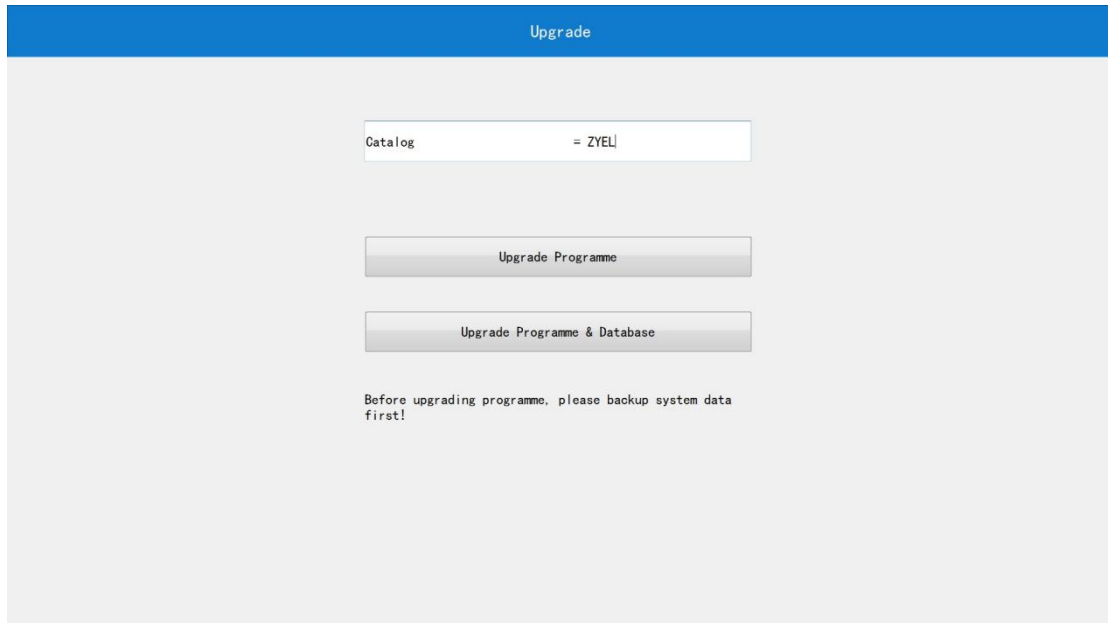 Upgrade
Catalog = ZYEL
Upgrade Programme
Upgrade Programme & Database
Before upgrading programme, please backup system data
first!